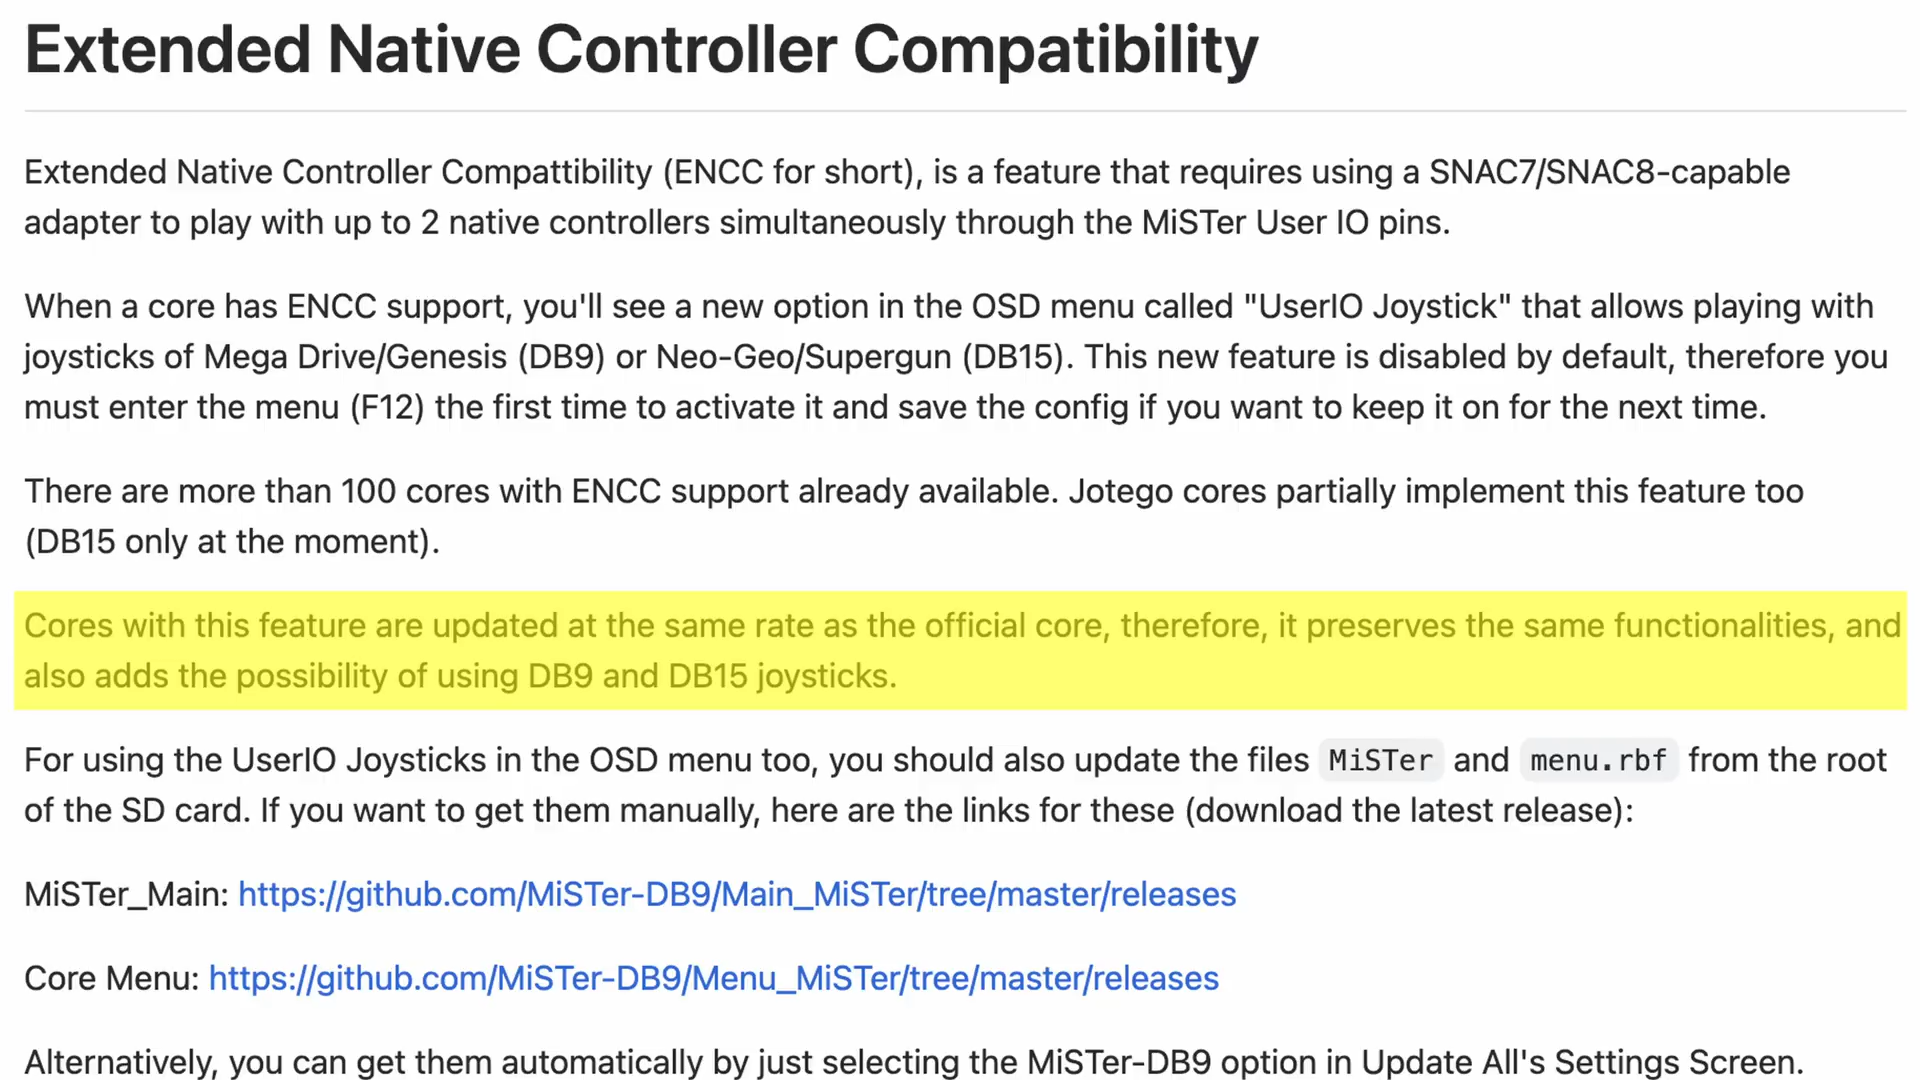 Extended Native Controller Compatibility
Extended Native Controller Compattibility (ENCC for short), is a feature that requires using a SNAC7/SNAC8-capable
adapter to play with up to 2 native controllers simultaneously through the MiSTer User IO pins.
When a core has ENCC support, you'll see a new option in the OSD menu called "UserIO Joystick" that allows playing with
joysticks of Mega Drive/Genesis (DB9) or Neo-Geo/Supergun (DB15). This new feature is disabled by default, therefore you
must enter the menu (F12) the first time to activate it and save the config if you want to keep it on for the next time.
There are more than 100 cores with ENCC support already available. Jotego cores partially implement this feature too
(DB15 only at the moment).
Cores with this feature are updated at the same rate as the official core, therefore, it preserves the same functionalities, and
also adds the possibility of using DB9 and DB15 joysticks.
For using the UserIO Joysticks in the OSD menu too, you should also update the files MiSTer and menu.rbf from the root
of the SD card. If you want to get them manually, here are the links for these (download the latest release):
MiSTer_Main: https://github.com/MiSTer-DB9/Main_MiSTer/tree/master/releases
Core Menu: https://github.com/MiSTer-DB9/Menu_MiSTer/tree/master/releases
Alternatively, you can get them automatically by just selecting the MiSTer-DB9 option in Update All's Settings Screen.